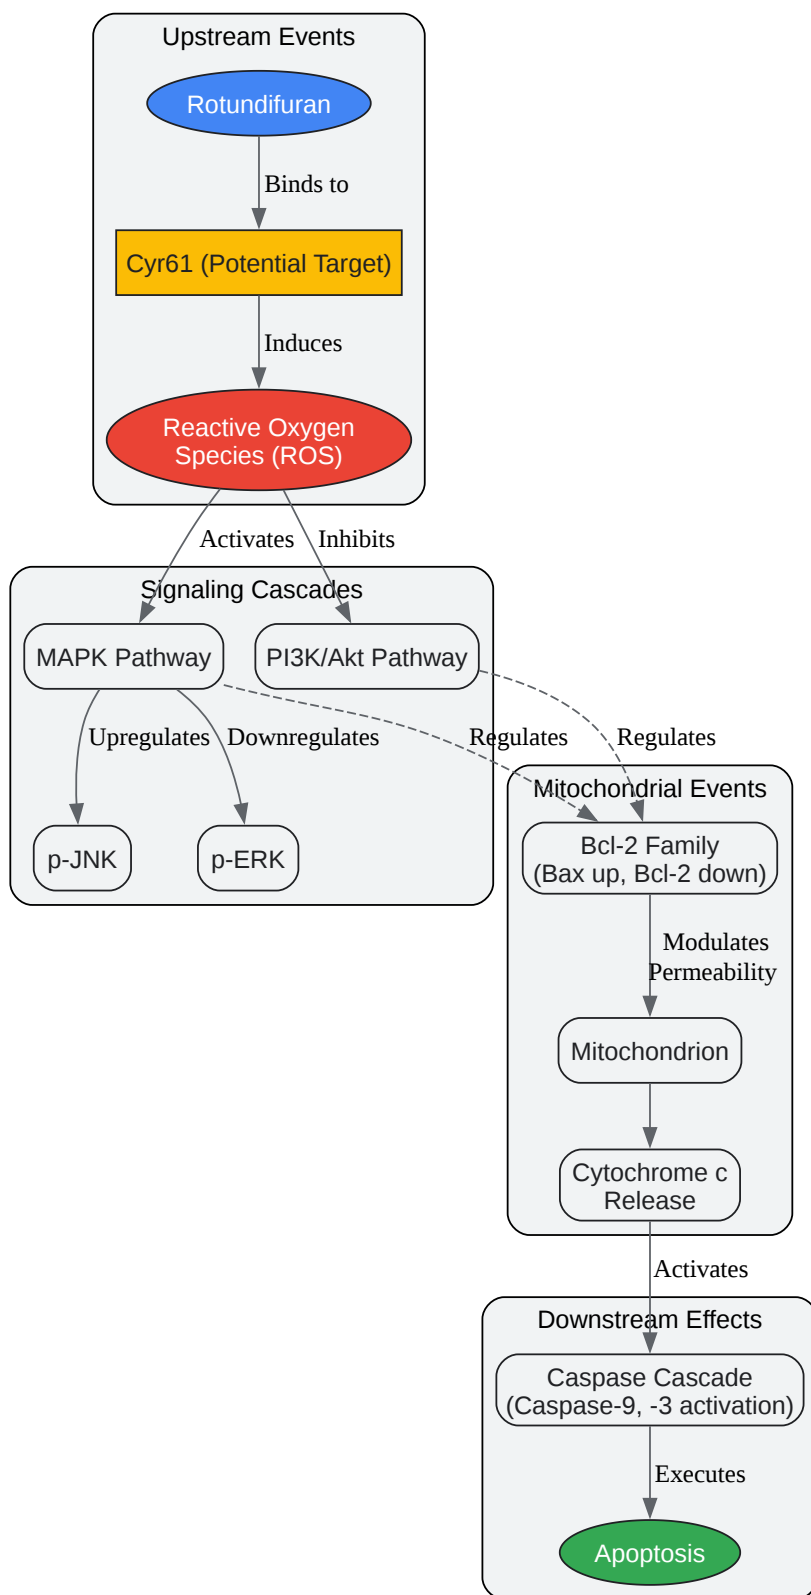 Upstream Events
Rotundifuran
Binds to
Cyr61 (Potential Target)
Induces
Reactive Oxygen
Species (ROS)
Activates
Inhibits
Signaling Cascades
MAPK Pathway
PI3K/Akt Pathway
Upregulates
Downregulates
Regulates
Regulates
Mitochondrial Events
p-JNK
p-ERK
Bcl-2 Family
(Bax up, Bcl-2 down)
Modulates
Permeability
Mitochondrion
Cytochrome c
Release
Activates
Downstream Effects
Caspase Cascade
(Caspase-9, -3 activation)
Executes
Apoptosis